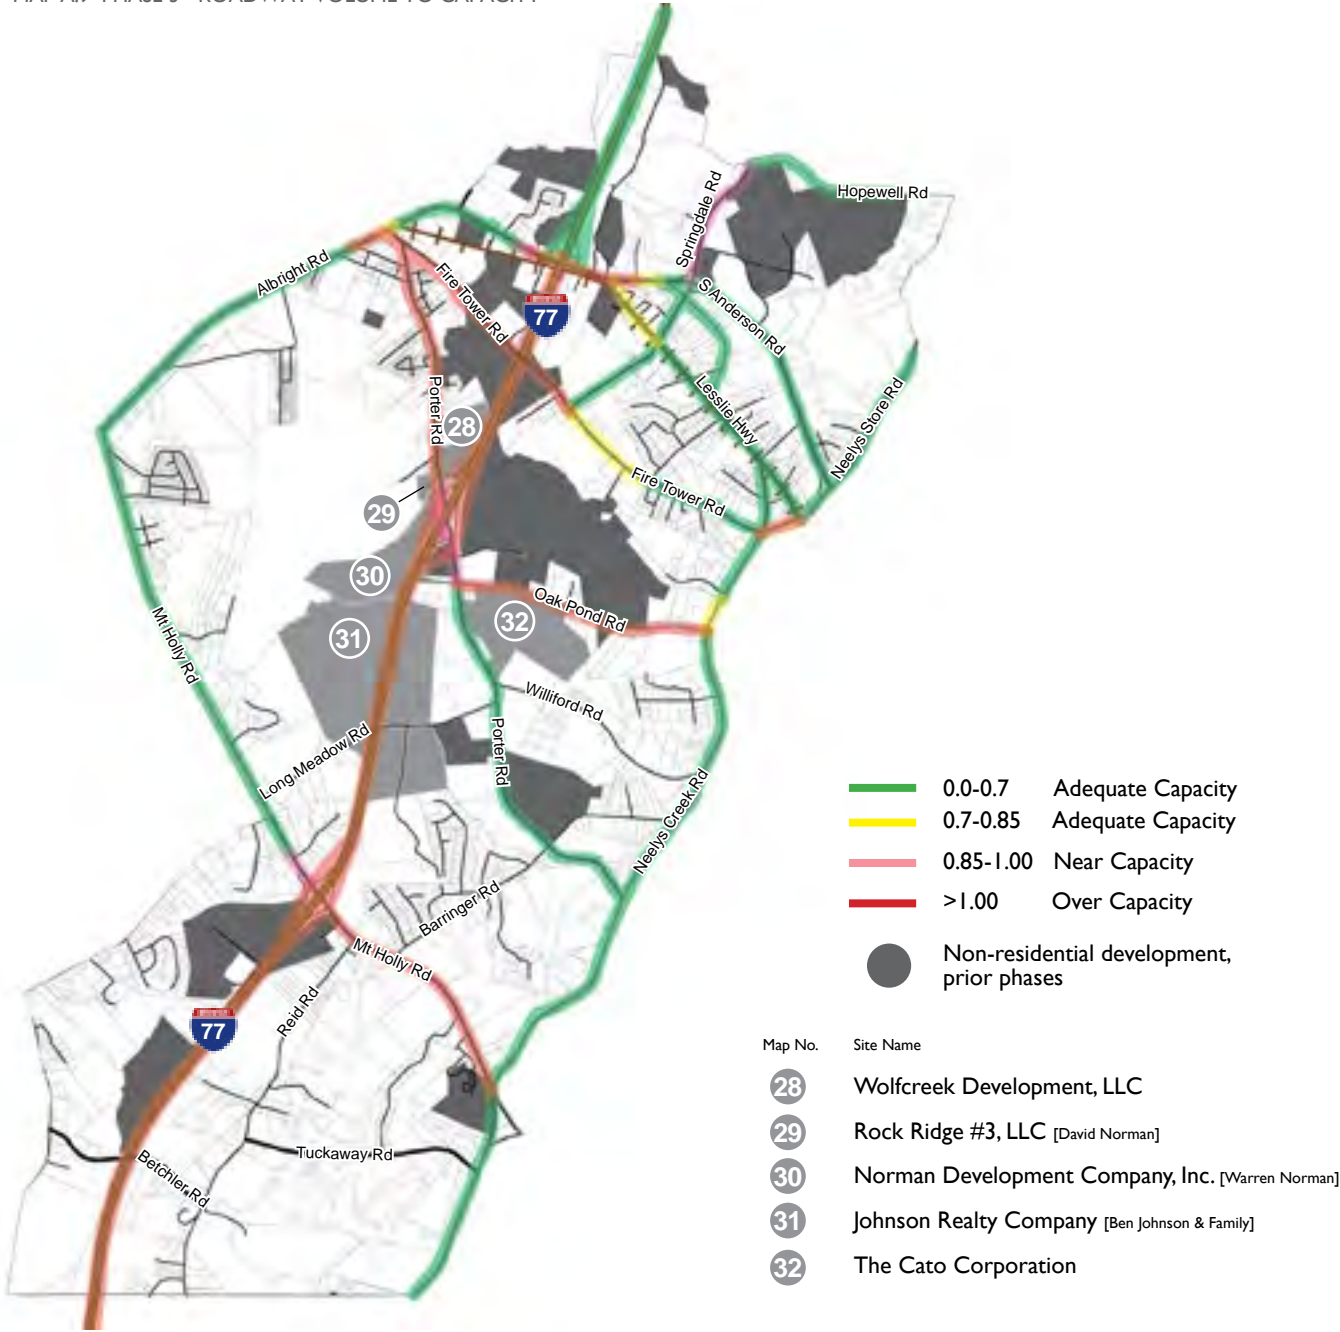 Hopewell Rd
Springdale Rd
Albright Rd
Fire Tower Rd
S Anderson Rd
77
Porter Rd
28
Lesslie Hwy
Neelys Store Rd
Fire Tower Rd
29
30
Oak Pond Rd
32
31
Mt Holly Rd
Williford Rd
Porter Rd
Long Meadow Rd
Neelys Creek Rd
0.0-0.7 Adequate Capacity
0.7-0.85 Adequate Capacity
0.85-1.00 Near Capacity
>1.00 Over Capacity
Barringer Rd
Mt Holly Rd
Non-residential development,
prior phases
Reid Rd
77
Map No. Site Name
28 Wolfcreek Development, LLC
29 Rock Ridge #3, LLC [David Norman]
30 Norman Development Company, Inc. [Warren Norman]
31 Johnson Realty Company [Ben Johnson & Family]
32 The Cato Corporation
Tuckaway Rd
Betchler Rd